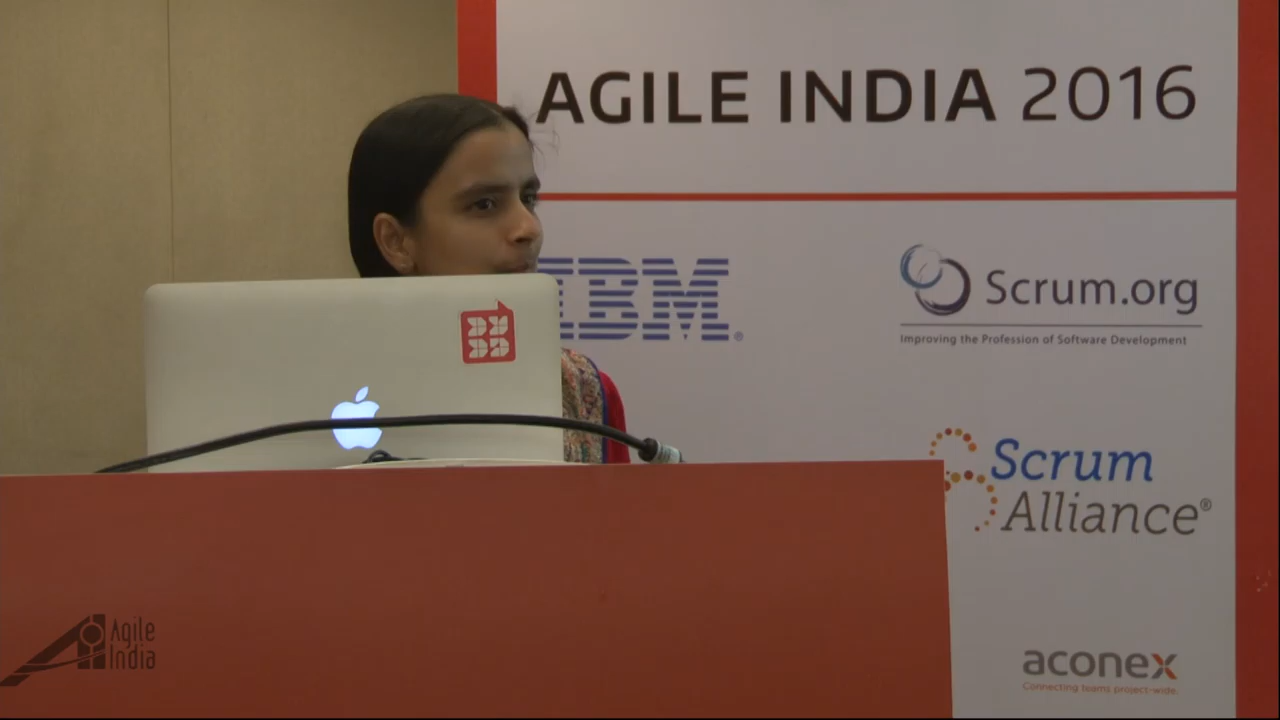 AGILE INDIA 2016
IBM®
Scrum.org
Improving the Profession of Software Development
Scrum
Alliance®
aconex
Connecting teams project-wide.
Agile
India